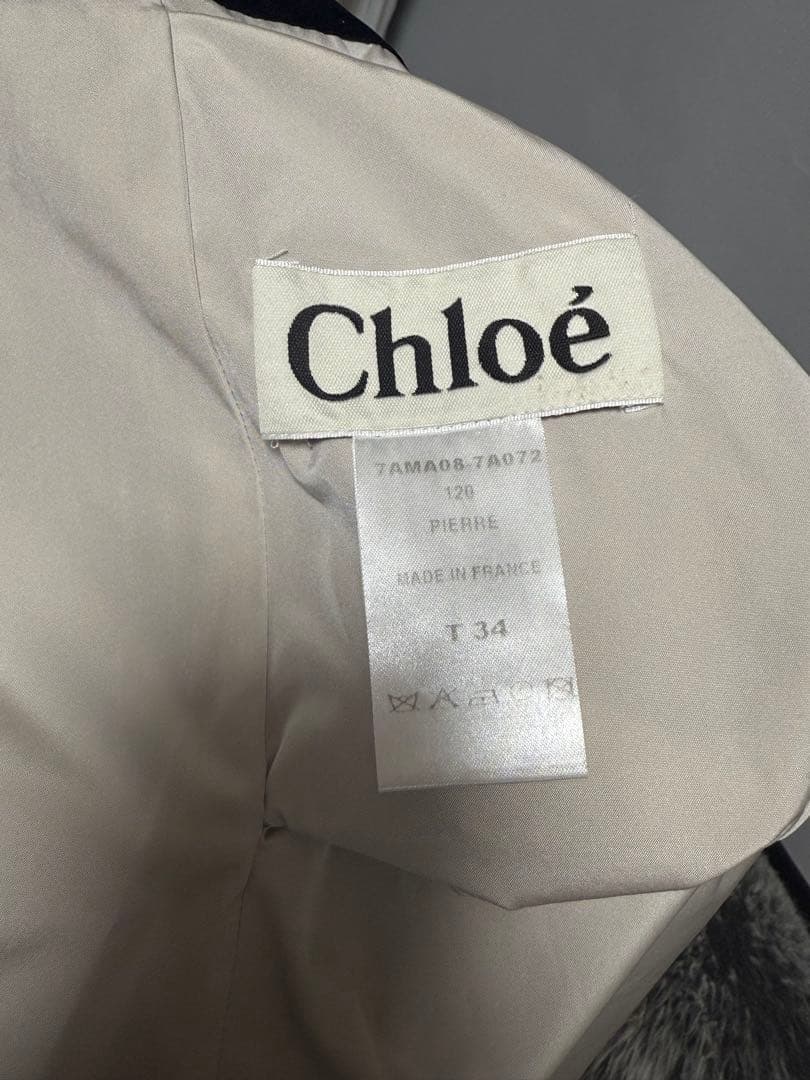 Chloé
7AMA08-7A072
120
PIERRE
MADE IN FRANCE
T 34